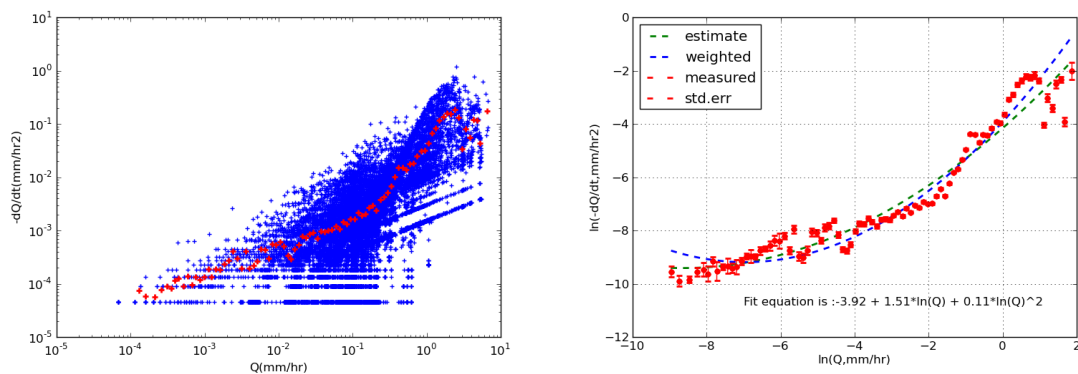 10^1
10^0
10^-1
10^-2
10^-3
10^-4
10^-5
-dQ/dt(mm/hr2)
10^-5 10^-4 10^-3 10^-2 10^-1 10^0 10^1
Q(mm/hr)
0
−2
−4
−6
−8
−10
−12
ln(-dQ/dt,mm/hr2)
estimate
weighted
measured
std.err
Fit equation is :-3.92 + 1.51*ln(Q) + 0.11*ln(Q)^2
−10 −8 −6 −4 −2 0 2
ln(Q,mm/hr)